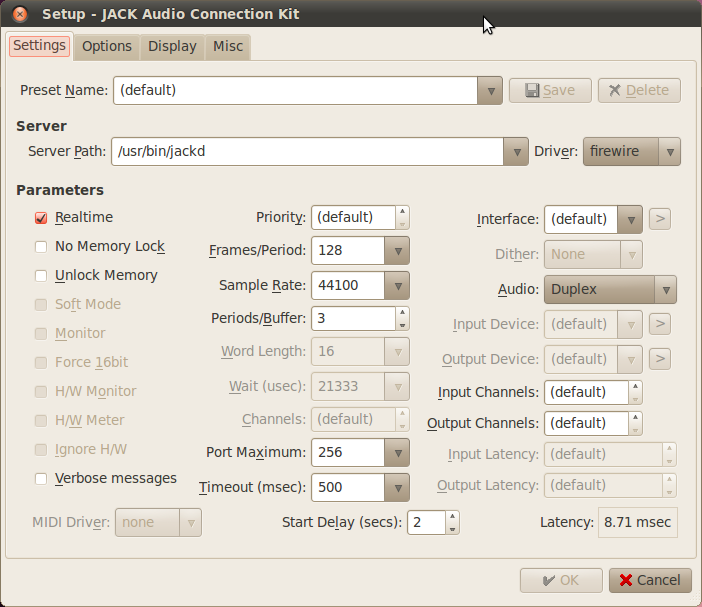 Setup - JACK Audio Connection Kit
Settings Options Display Misc
Preset Name: (default) Save Delete
Server
Server Path: /usr/bin/jackd Driver: firewire
Parameters
Realtime Priority: (default) Interface: (default) >
No Memory Lock Frames/Period: 128 Dither: None
Unlock Memory Sample Rate: 44100 Audio: Duplex
Soft Mode Periods/Buffer: 3 Input Device: (default) >
Monitor Word Length: 16 Output Device: (default) >
Force 16bit Wait (usec): 21333 Input Channels: (default)
H/W Monitor Channels: (default) Output Channels: (default)
H/W Meter Port Maximum: 256 Input Latency: (default)
Ignore H/W Timeout (msec): 500 Output Latency: (default)
Verbose messages
MIDI Driver: none Start Delay (secs): 2 Latency: 8.71 msec
OK Cancel